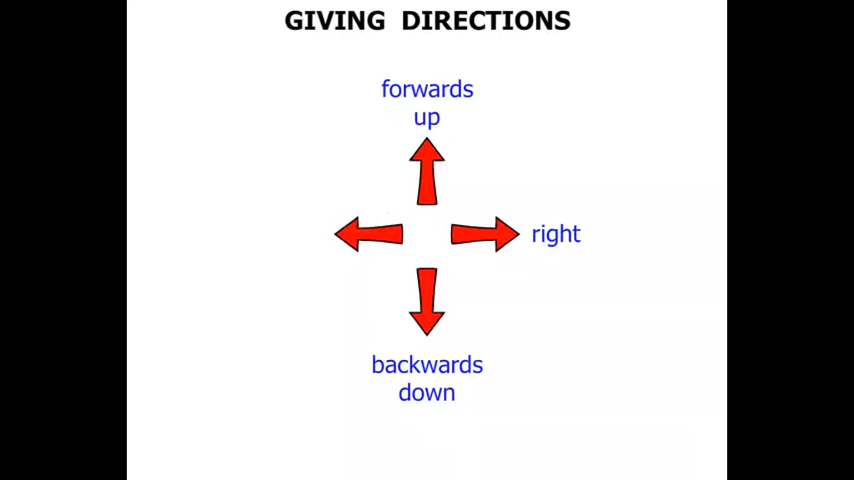 GIVING DIRECTIONS
forwards
up
right
backwards
down